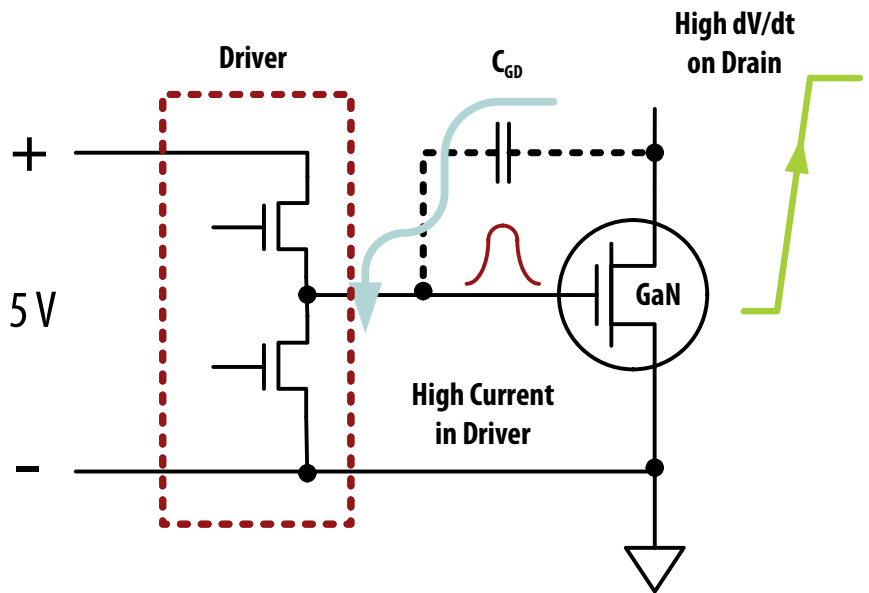 High dV/dt
on Drain
Driver
C_GD
+
5 V
-
GaN
High Current
in Driver